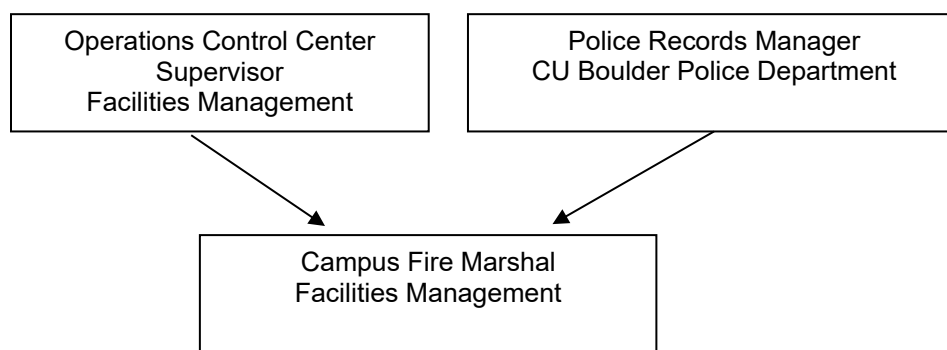 Operations Control Center
Supervisor
Facilities Management
Police Records Manager
CU Boulder Police Department
Campus Fire Marshal
Facilities Management